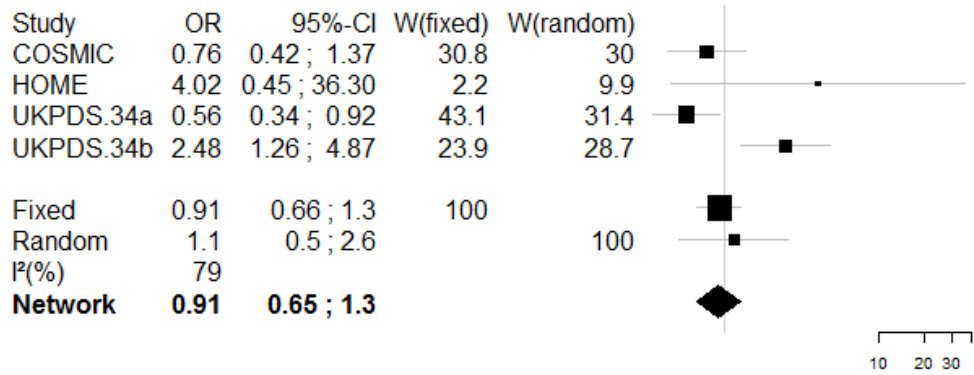 Study OR 95%-CI W(fixed) W(random)
COSMIC 0.76 0.42 ; 1.37 30.8 30
HOME 4.02 0.45 ; 36.30 2.2 9.9
UKPDS.34a 0.56 0.34 ; 0.92 43.1 31.4
UKPDS.34b 2.48 1.26 ; 4.87 23.9 28.7
Fixed 0.91 0.66 ; 1.3 100
Random 1.1 0.5 ; 2.6 100
I²(%) 79
Network 0.91 0.65 ; 1.3
10 20 30